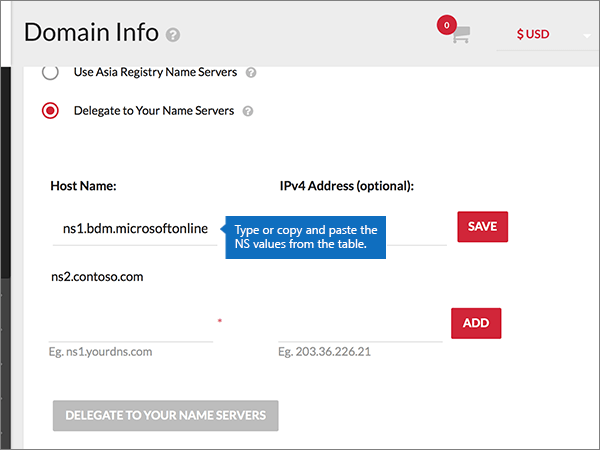 Domain Info ?
0
$ USD
Use Asia Registry Name Servers ?
Delegate to Your Name Servers ?
Host Name:
IPv4 Address (optional):
ns1.bdm.microsoftonline
Type or copy and paste the
NS values from the table.
SAVE
ns2.contoso.com
*
ADD
Eg. ns1.yourdns.com
Eg. 203.36.226.21
DELEGATE TO YOUR NAME SERVERS